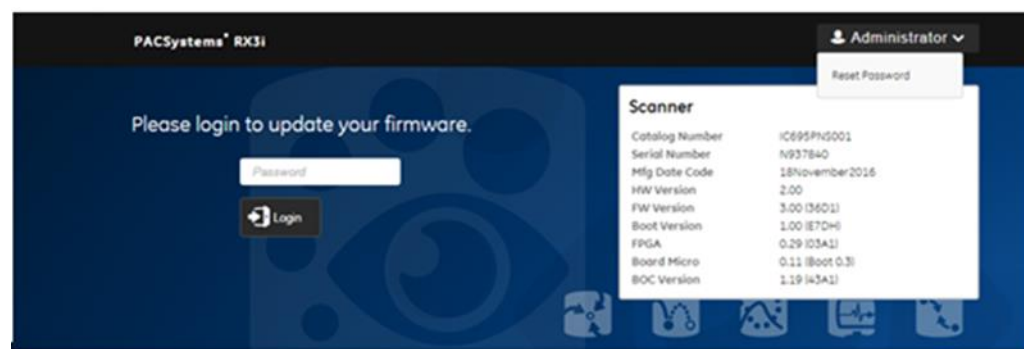 PACSystems* RX3i
Administrator
Reset Password
Please login to update your firmware.
Password
Login
Scanner
Catalog Number IC695PNS001
Serial Number N937840
Mfg Date Code 18November2016
HW Version 2.00
FW Version 3.00 (36D1)
Boot Version 1.00 (E7DH)
FPGA 0.29 (03A1)
Board Micro 0.11 (Boot 0.3)
BOC Version 1.19 (43A1)